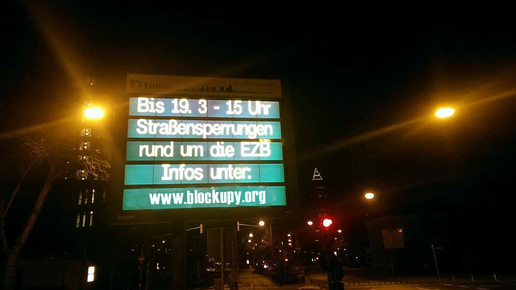 Bis 19. 3 - 15 Uhr
Straßensperrungen
rund um die EZB
Infos unter:
www.blockupy.org